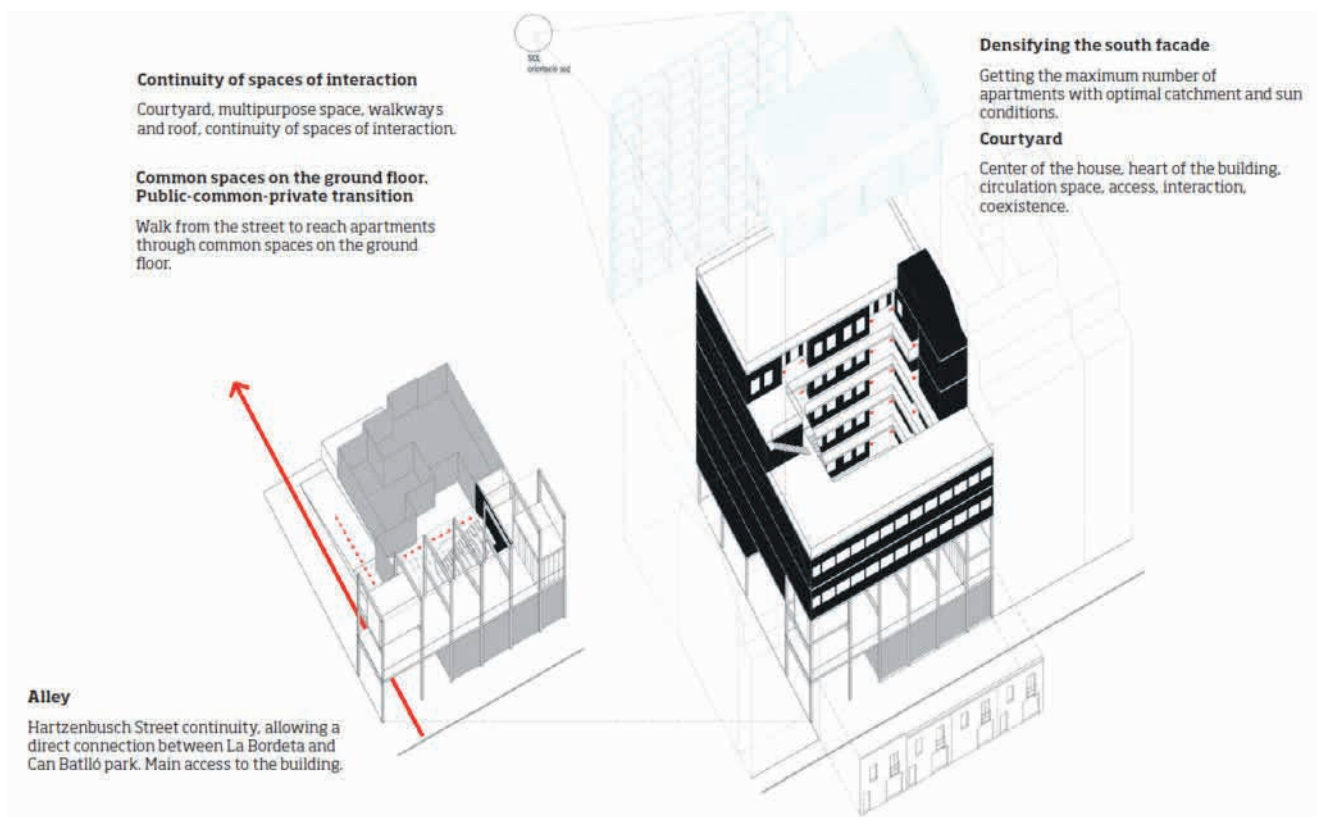 Continuity of spaces of interaction
Courtyard, multipurpose space, walkways
and roof, continuity of spaces of interaction.
Common spaces on the ground floor.
Public-common-private transition
Walk from the street to reach apartments
through common spaces on the ground
floor.
SOL
orientació sud
Densifying the south facade
Getting the maximum number of
apartments with optimal catchment and sun
conditions.
Courtyard
Center of the house, heart of the building,
circulation space, access, interaction,
coexistence.
Alley
Hartzenbusch Street continuity, allowing a
direct connection between La Bordeta and
Can Batlló park. Main access to the building.